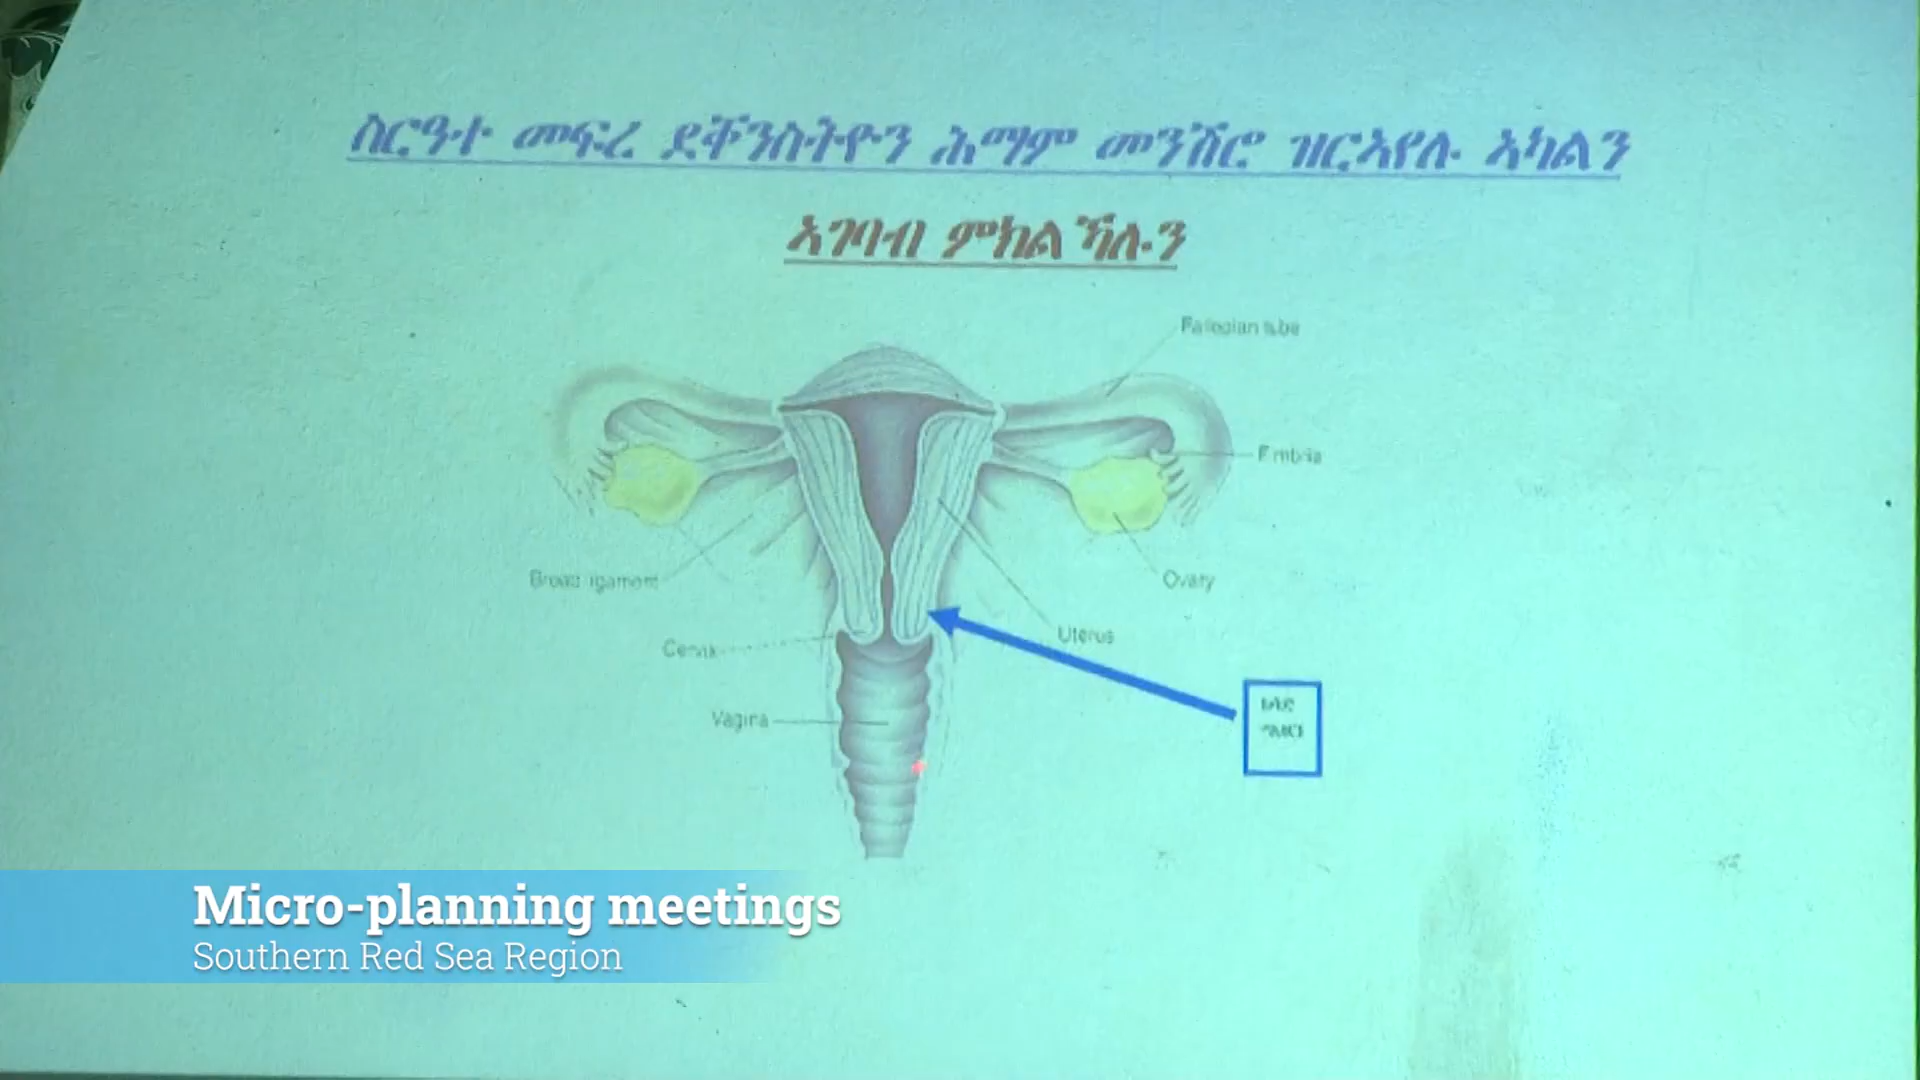 ስርዓተ መፍረ ደቐንስትዮን ሕማም መንሽሮ ዝርኣየሉ ኣካልን
ኣገባብ ምክልኻሉን
Fallopian tube
Fimbria
Broad ligament
Ovary
Uterus
Cervix
Vagina
Micro-planning meetings
Southern Red Sea Region